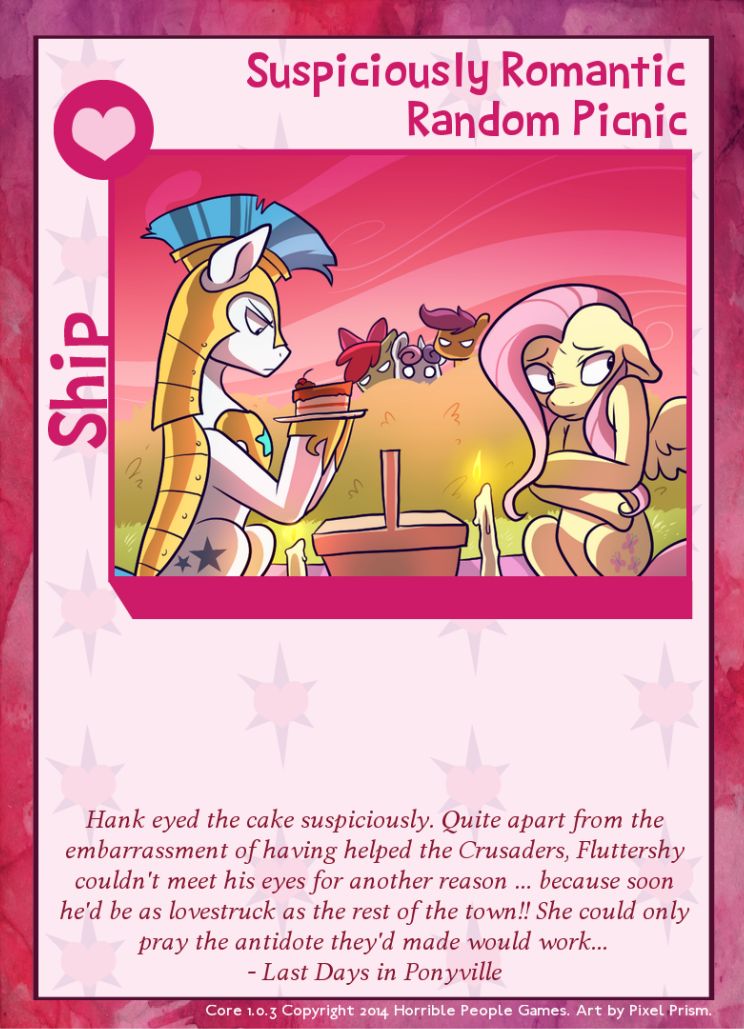 Suspiciously Romantic
Random Picnic
Ship
Hank eyed the cake suspiciously. Quite apart from the
embarrassment of having helped the Crusaders, Fluttershy
couldn't meet his eyes for another reason ... because soon
he'd be as lovestruck as the rest of the town!! She could only
pray the antidote they'd made would work...
- Last Days in Ponyville
Core 1.0.3 Copyright 2014 Horrible People Games. Art by Pixel Prism.